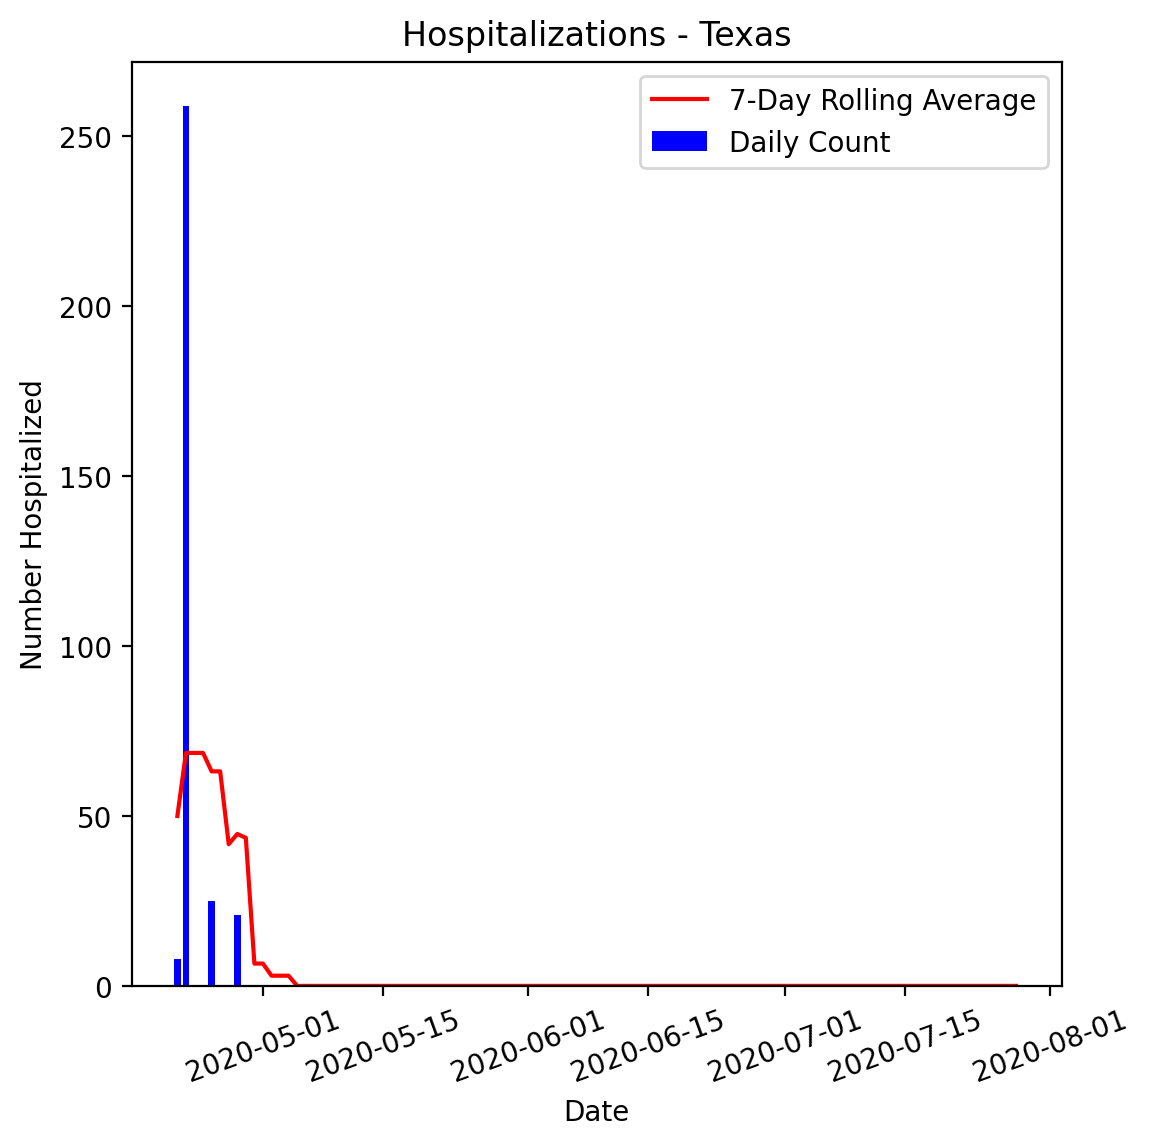 Hospitalizations - Texas
7-Day Rolling Average
Daily Count
250
200
150
100
50
0
Number Hospitalized
2020-05-01
2020-05-15
2020-06-01
2020-06-15
2020-07-01
2020-07-15
2020-08-01
Date